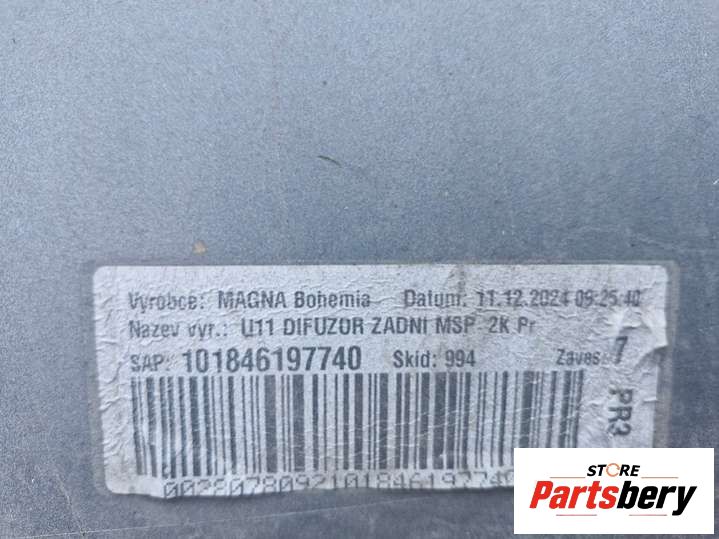 Vyrobce: MAGNA Bohemia Datum: 11.12.2024 09:25:40
Nazev vyr.: U11 DIFUZOR ZADNI MSP 2K Pr
SAP: 101846197740 Skid: 994 Zaves: 7
PR3
STORE
Partsbery